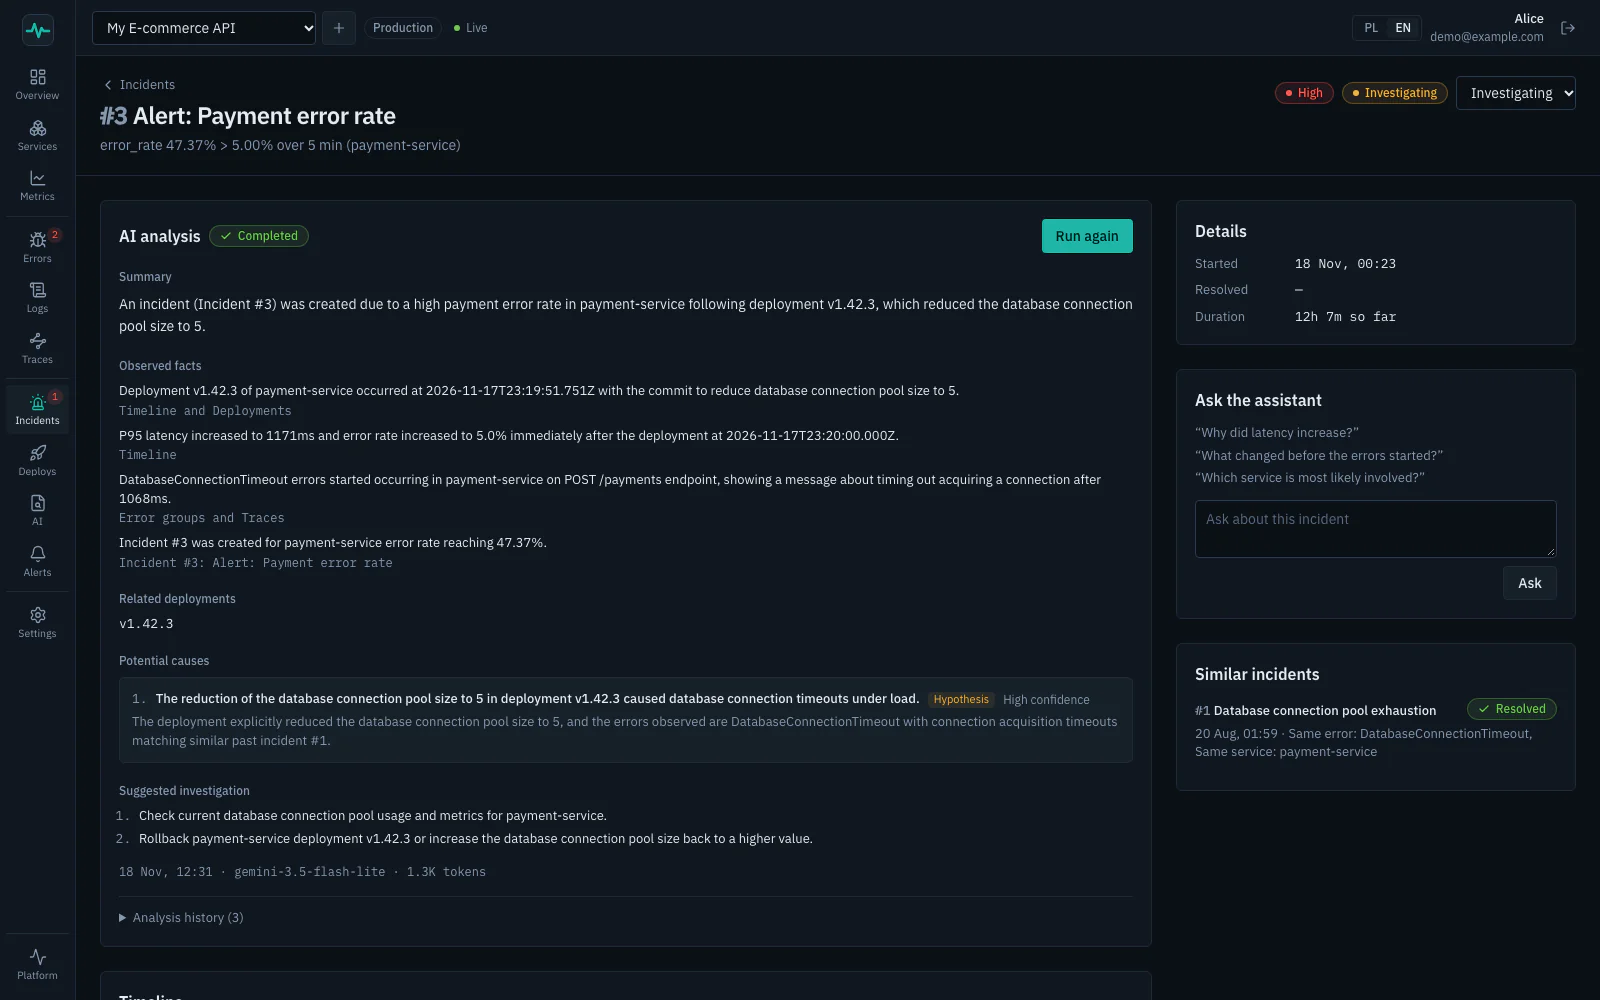 My E-commerce API
+
Production
Live
PL
EN
Alice
demo@example.com
Overview
Services
Metrics
2
Errors
Logs
Traces
1
Incidents
Deploys
AI
Alerts
Settings
Platform
Incidents
#3 Alert: Payment error rate
error_rate 47.37% > 5.00% over 5 min (payment-service)
High
Investigating
Investigating
AI analysis
Completed
Run again
Summary
An incident (Incident #3) was created due to a high payment error rate in payment-service following deployment v1.42.3, which reduced the database connection
pool size to 5.
Observed facts
Deployment v1.42.3 of payment-service occurred at 2026-11-17T23:19:51.751Z with the commit to reduce database connection pool size to 5.
Timeline and Deployments
P95 latency increased to 1171ms and error rate increased to 5.0% immediately after the deployment at 2026-11-17T23:20:00.000Z.
Timeline
DatabaseConnectionTimeout errors started occurring in payment-service on POST /payments endpoint, showing a message about timing out acquiring a connection after
1068ms.
Error groups and Traces
Incident #3 was created for payment-service error rate reaching 47.37%.
Incident #3: Alert: Payment error rate
Related deployments
v1.42.3
Potential causes
1. The reduction of the database connection pool size to 5 in deployment v1.42.3 caused database connection timeouts under load. Hypothesis High confidence
The deployment explicitly reduced the database connection pool size to 5, and the errors observed are DatabaseConnectionTimeout with connection acquisition timeouts
matching similar past incident #1.
Suggested investigation
1. Check current database connection pool usage and metrics for payment-service.
2. Rollback payment-service deployment v1.42.3 or increase the database connection pool size back to a higher value.
18 Nov, 12:31 · gemini-3.5-flash-lite · 1.3K tokens
Analysis history (3)
Timeline
Details
Started 18 Nov, 00:23
Resolved —
Duration 12h 7m so far
Ask the assistant
“Why did latency increase?”
“What changed before the errors started?”
“Which service is most likely involved?”
Ask about this incident
Ask
Similar incidents
#1 Database connection pool exhaustion
Resolved
20 Aug, 01:59 · Same error: DatabaseConnectionTimeout,
Same service: payment-service